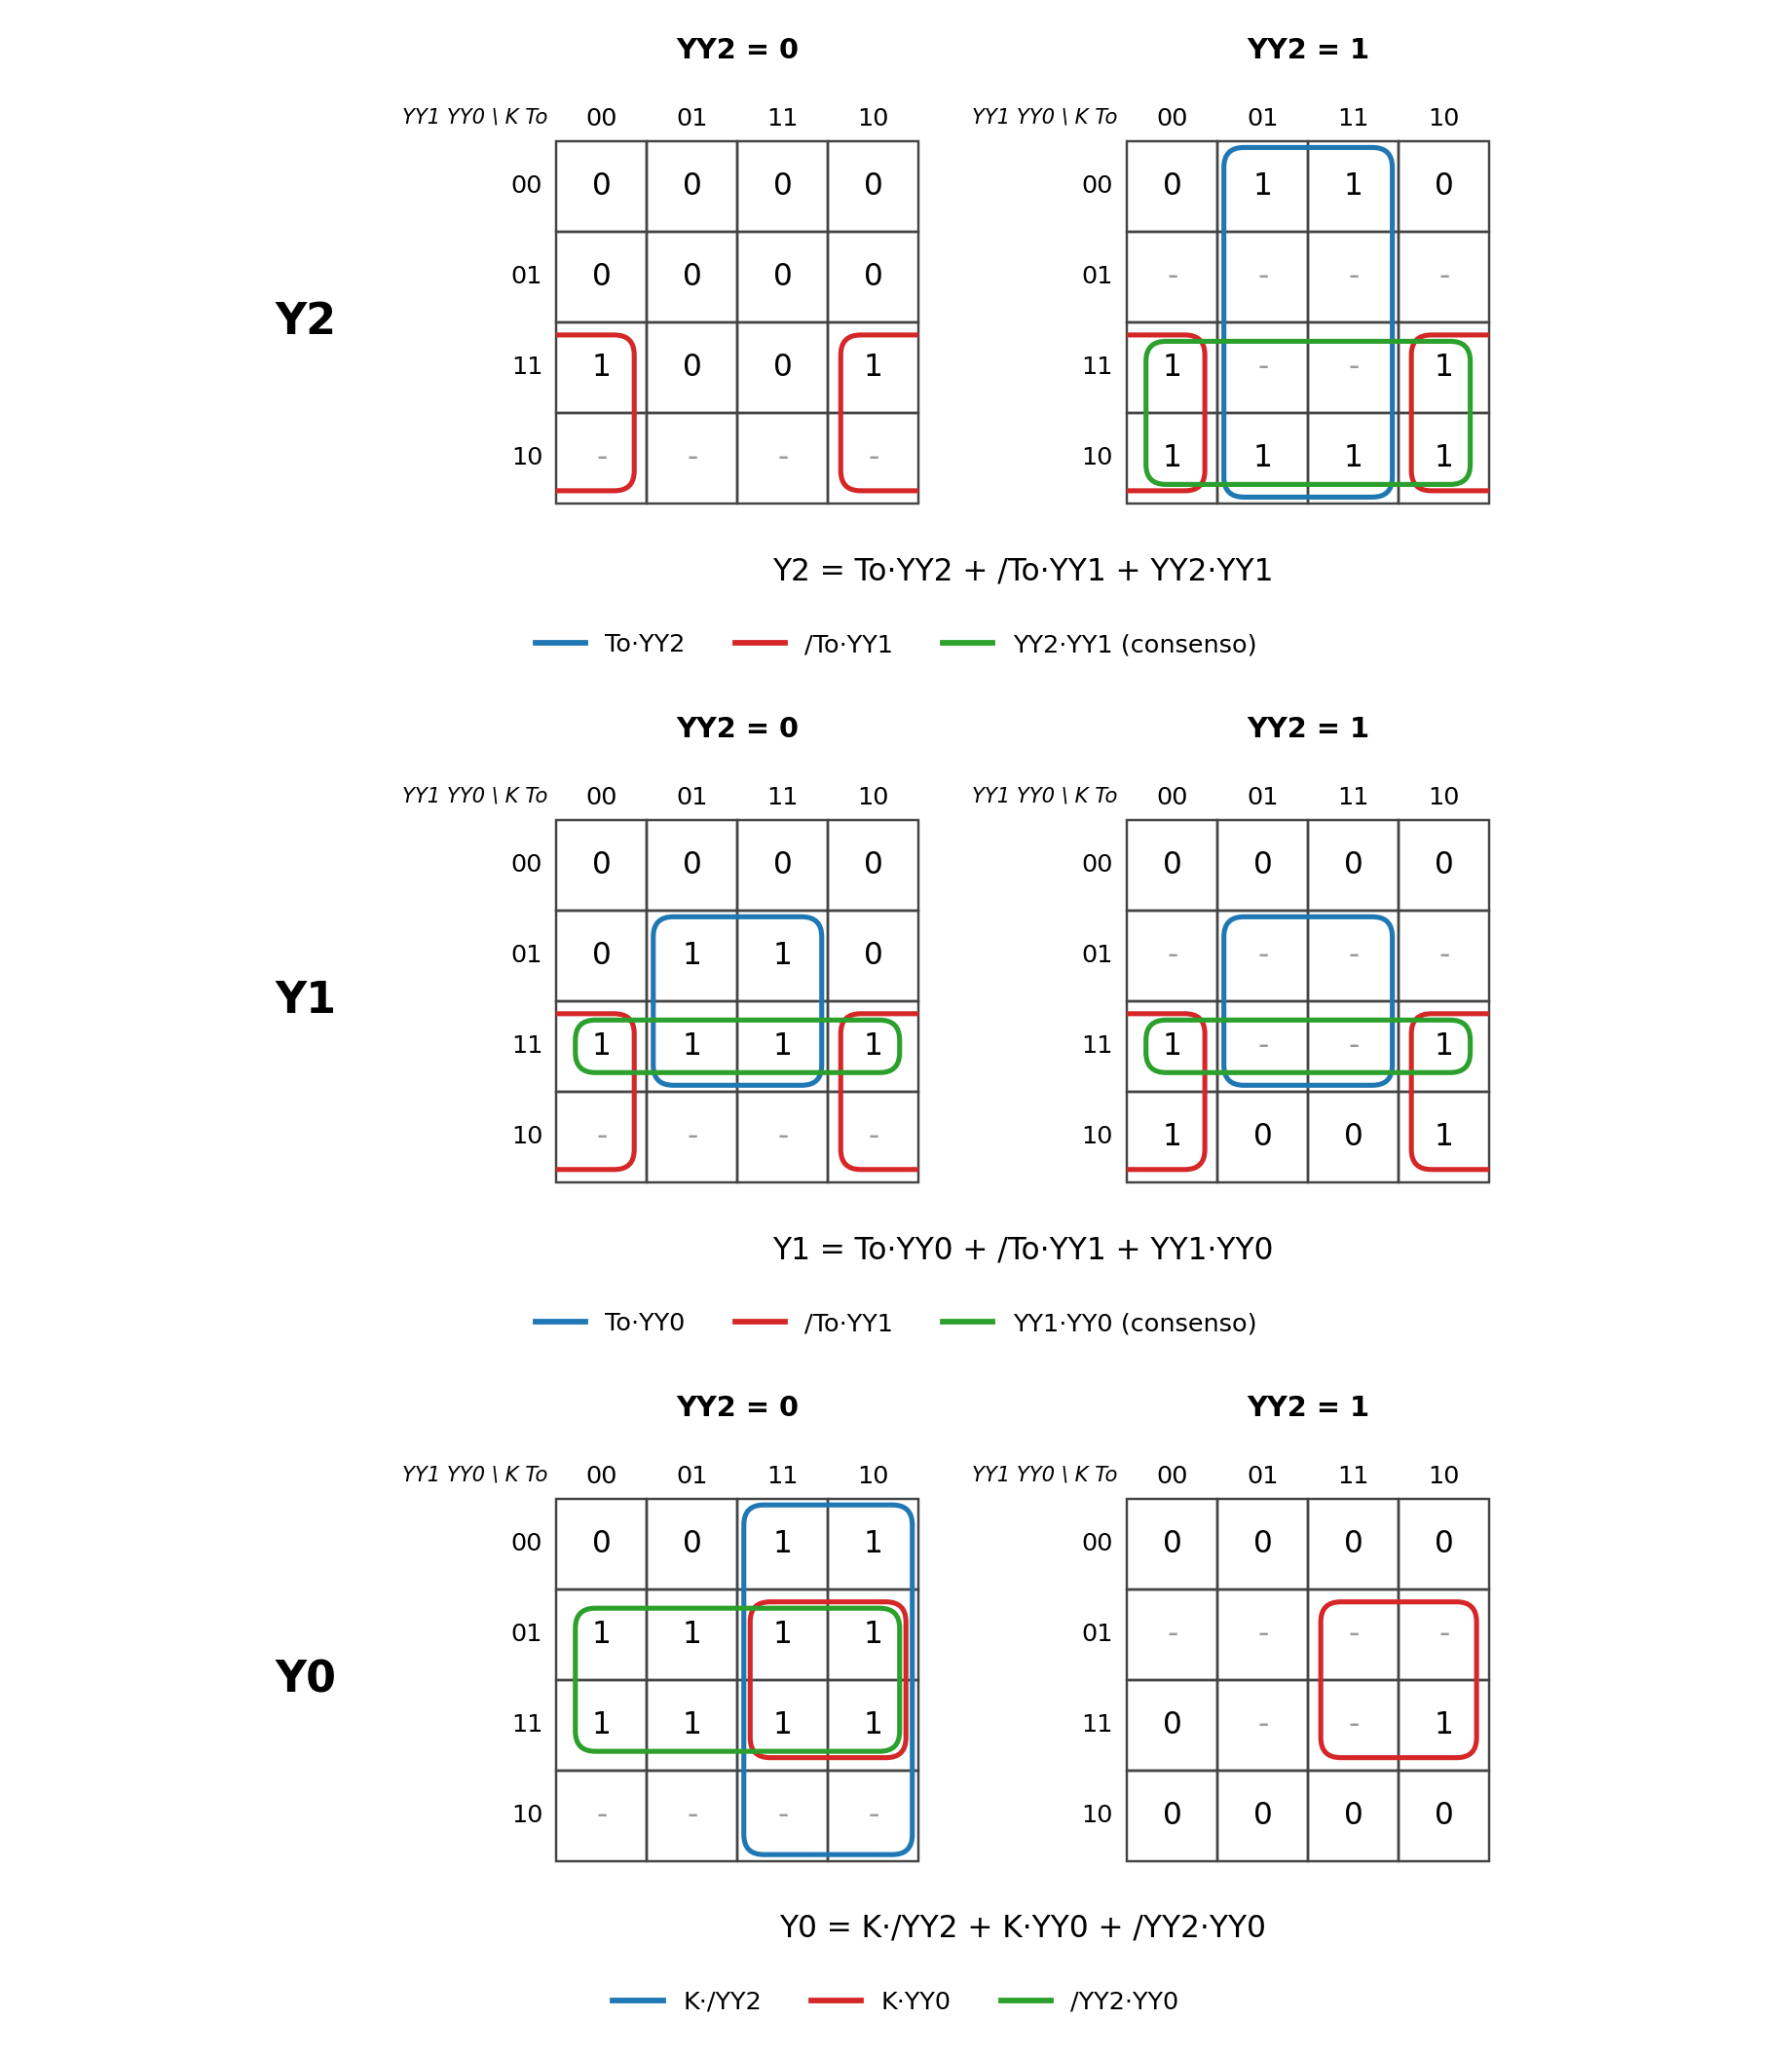 YY2 = 0 YY2 = 1
YY1 YY0 \ K To 00 01 11 10 YY1 YY0 \ K To 00 01 11 10
00 0 0 0 0 00 0 1 1 0
01 0 0 0 0 01 - - - -
Y2
11 1 0 0 1 11 1 - - 1
10 - - - - 10 1 1 1 1
Y2 = To·YY2 + /To·YY1 + YY2·YY1
To·YY2 /To·YY1 YY2·YY1 (consenso)
YY2 = 0 YY2 = 1
YY1 YY0 \ K To 00 01 11 10 YY1 YY0 \ K To 00 01 11 10
00 0 0 0 0 00 0 0 0 0
01 0 1 1 0 01 - - - -
Y1
11 1 1 1 1 11 1 - - 1
10 - - - - 10 1 0 0 1
Y1 = To·YY0 + /To·YY1 + YY1·YY0
To·YY0 /To·YY1 YY1·YY0 (consenso)
YY2 = 0 YY2 = 1
YY1 YY0 \ K To 00 01 11 10 YY1 YY0 \ K To 00 01 11 10
00 0 0 1 1 00 0 0 0 0
01 1 1 1 1 01 - - - -
Y0
11 1 1 1 1 11 0 - - 1
10 - - - - 10 0 0 0 0
Y0 = K·/YY2 + K·YY0 + /YY2·YY0
K·/YY2 K·YY0 /YY2·YY0